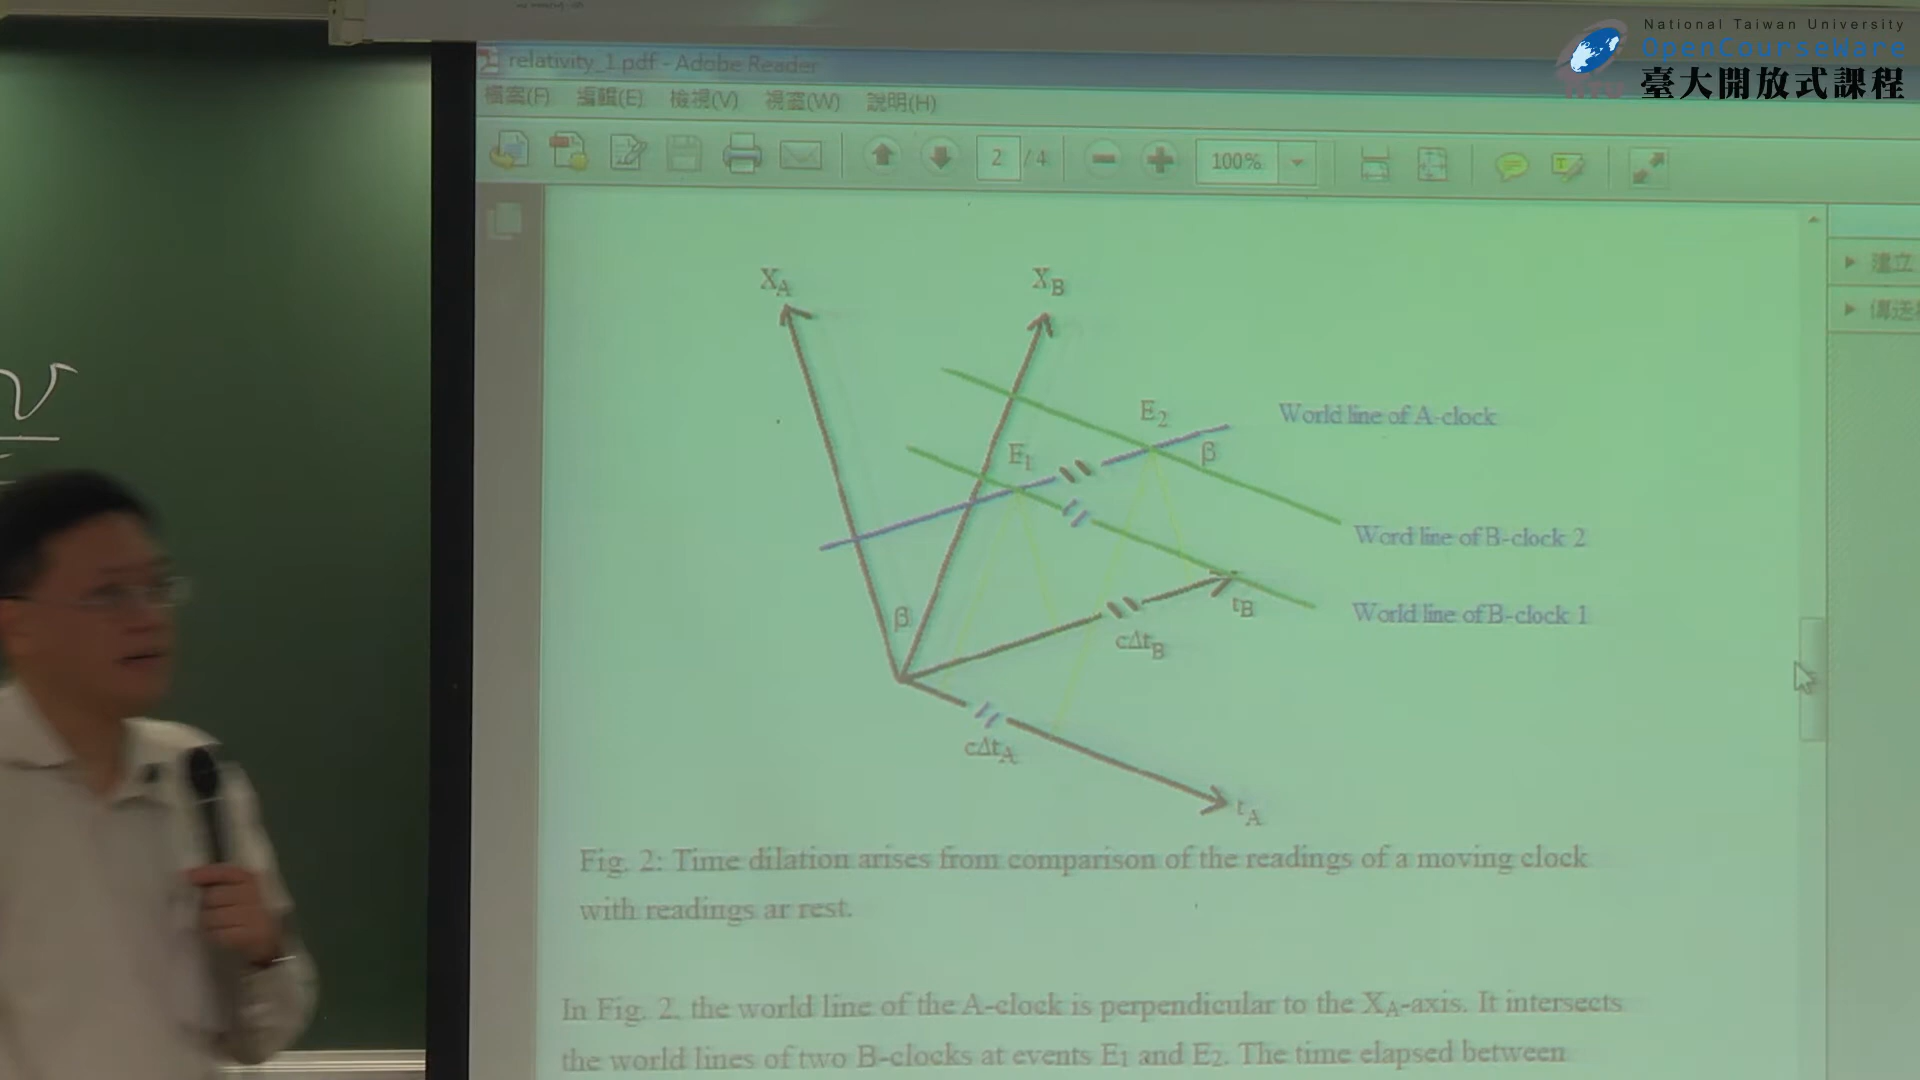 National Taiwan University
OpenCourseWare
臺大開放式課程
relativity_1.pdf - Adobe Reader
檔案(F) 編輯(E) 檢視(V) 視窗(W) 說明(H)
2 / 4
100%
建立
X_A
X_B
E_2
World line of A-clock
E_1
β
Word line of B-clock 2
t_B
World line of B-clock 1
β
cΔt_B
cΔt_A
t_A
Fig. 2: Time dilation arises from comparison of the readings of a moving clock
with readings ar rest.
In Fig. 2, the world line of the A-clock is perpendicular to the X_A-axis. It intersects
the world lines of two B-clocks at events E_1 and E_2. The time elapsed between
v